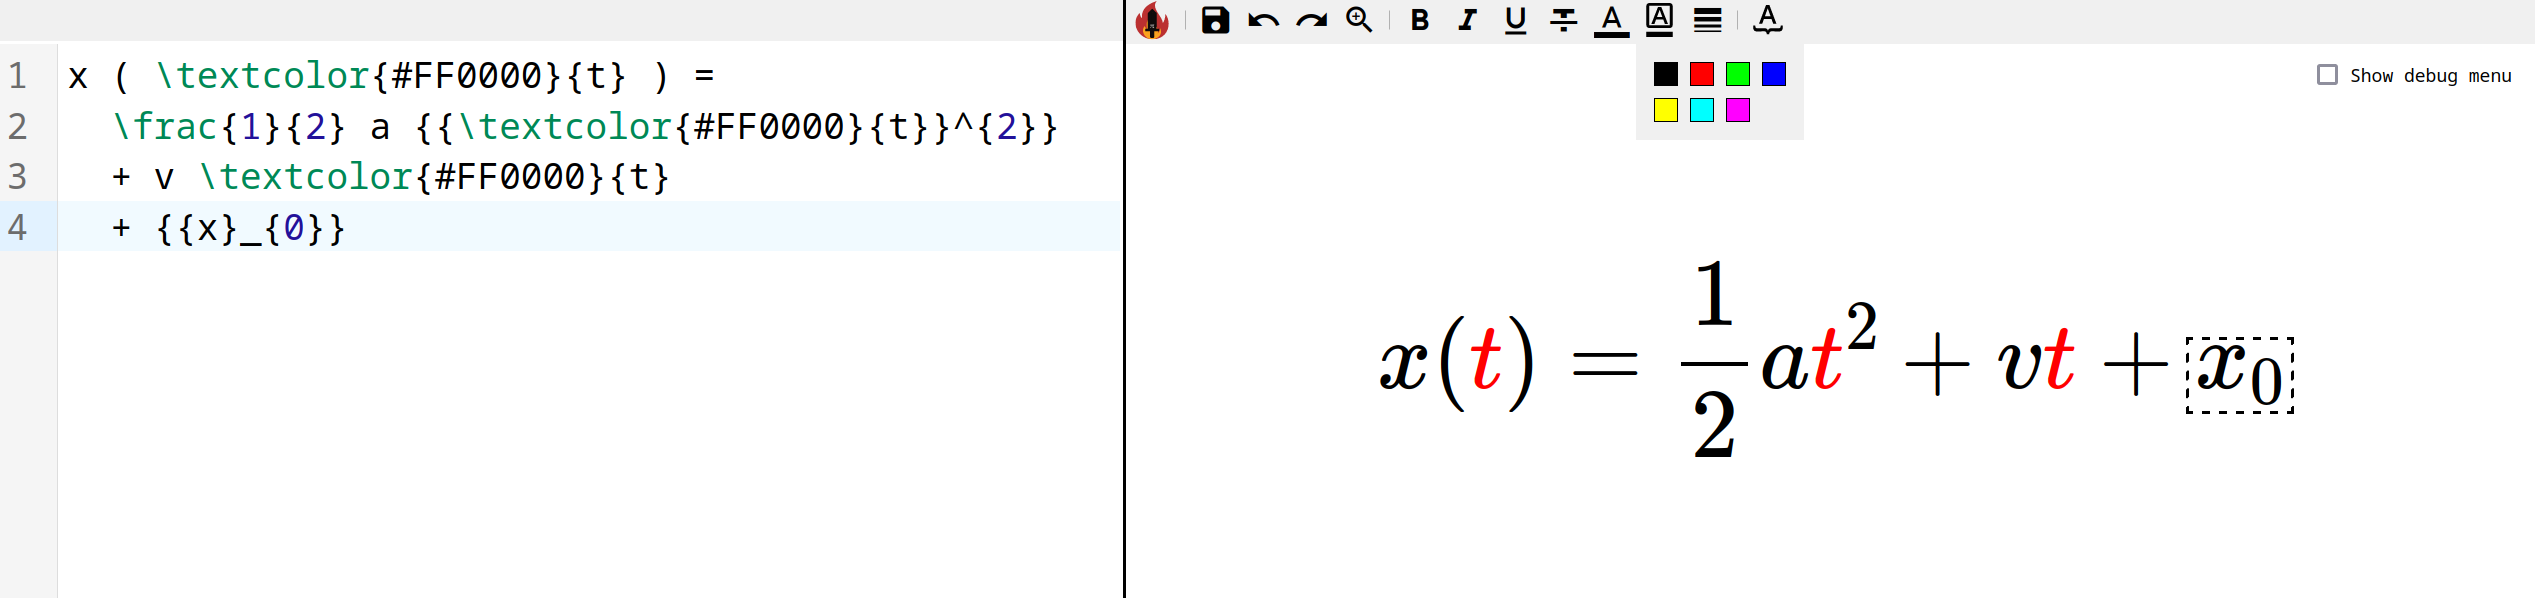 B I U A A A
1 x ( \textcolor{#FF0000}{t} ) =
2 \frac{1}{2} a {{\textcolor{#FF0000}{t}}^{2}}
3 + v \textcolor{#FF0000}{t}
4 + {{x}_{0}}
Show debug menu
x(t) = \frac{1}{2}at^2 + vt + x_0